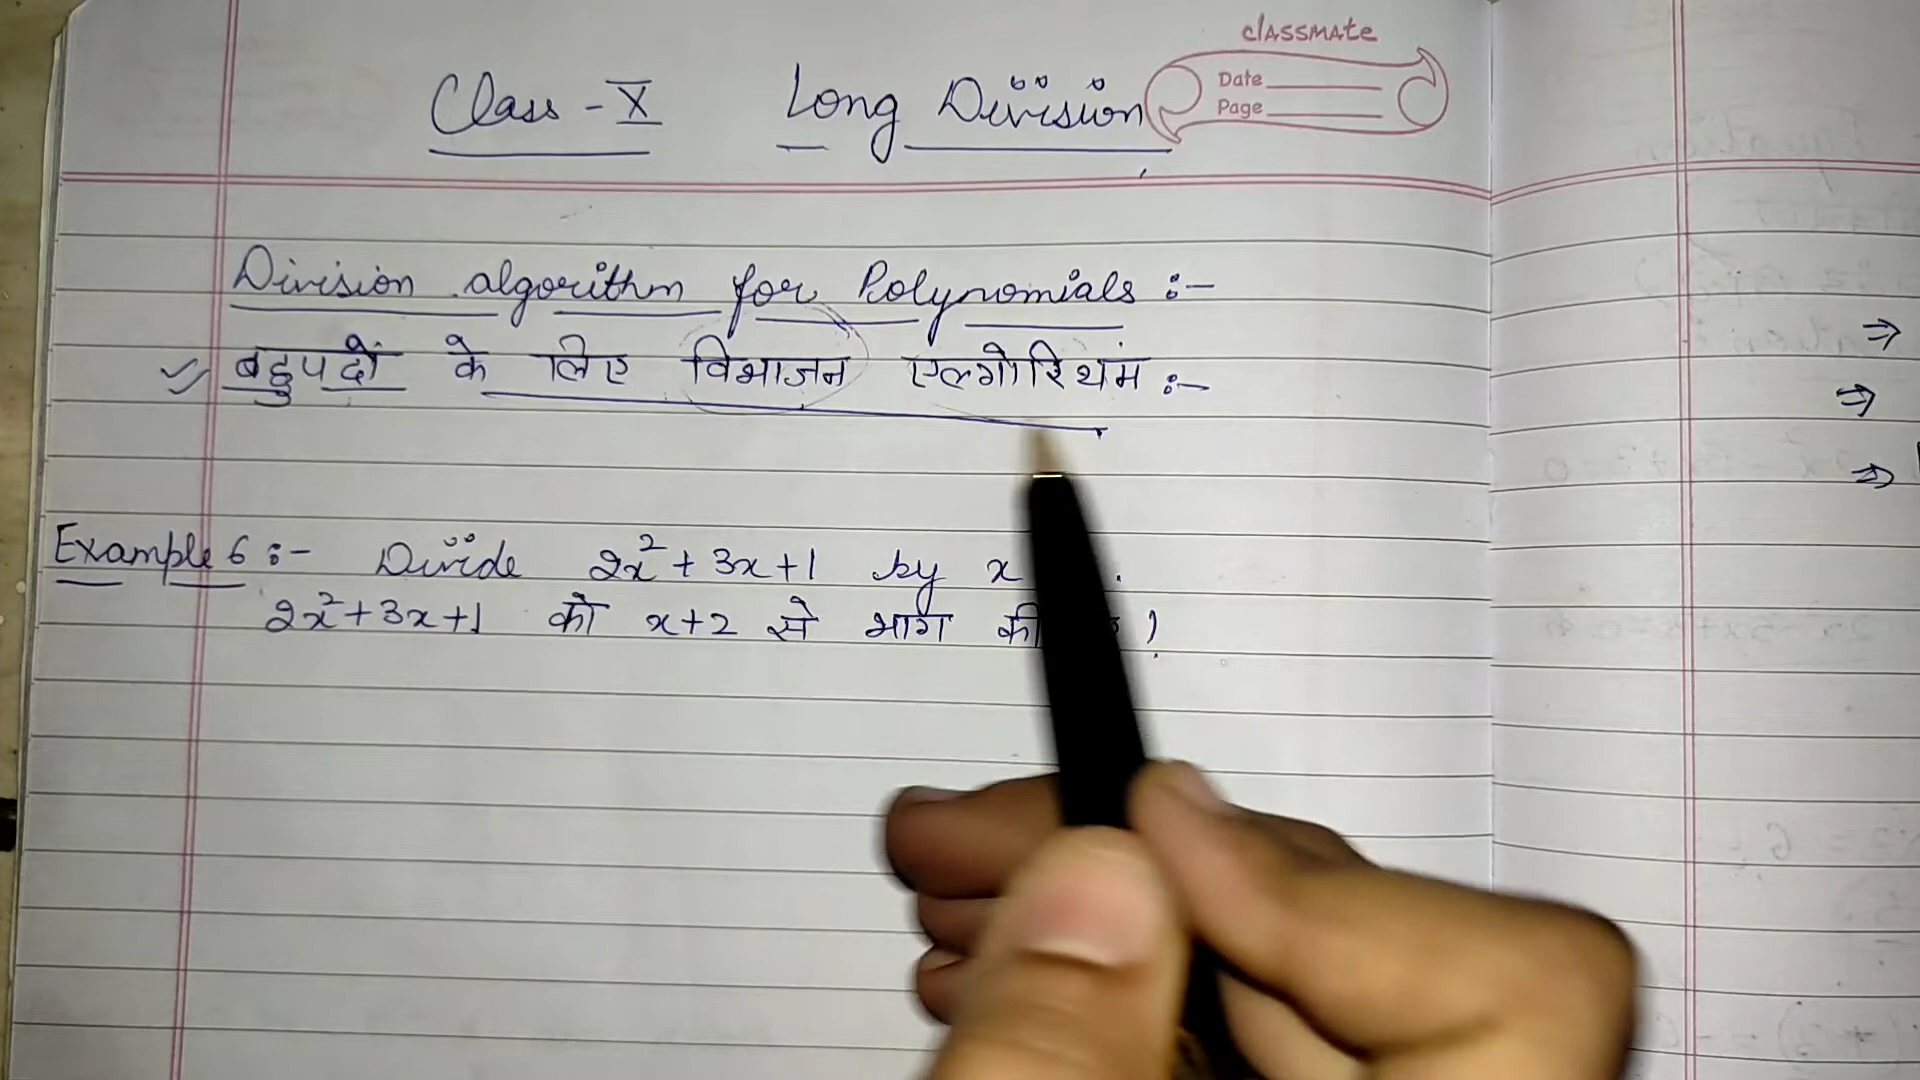 classmate
Date
Page
Class - X Long Division
Division algorithm for Polynomials :-
बहुपदों के लिए विभाजन एल्गोरिथंम :-
Example 6 :- Divide 2x² + 3x + 1 by x
2x² + 3x + 1 को x + 2 से भाग